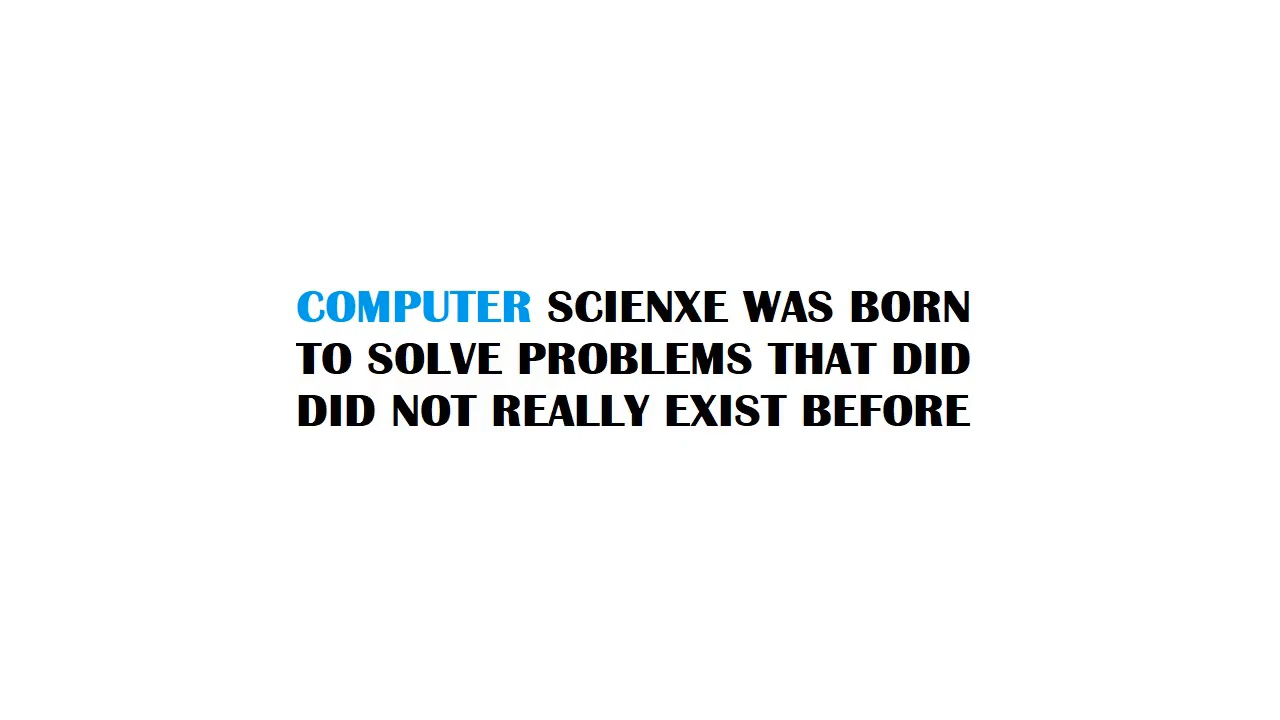 COMPUTER SCIENXE WAS BORN
TO SOLVE PROBLEMS THAT DID
DID NOT REALLY EXIST BEFORE